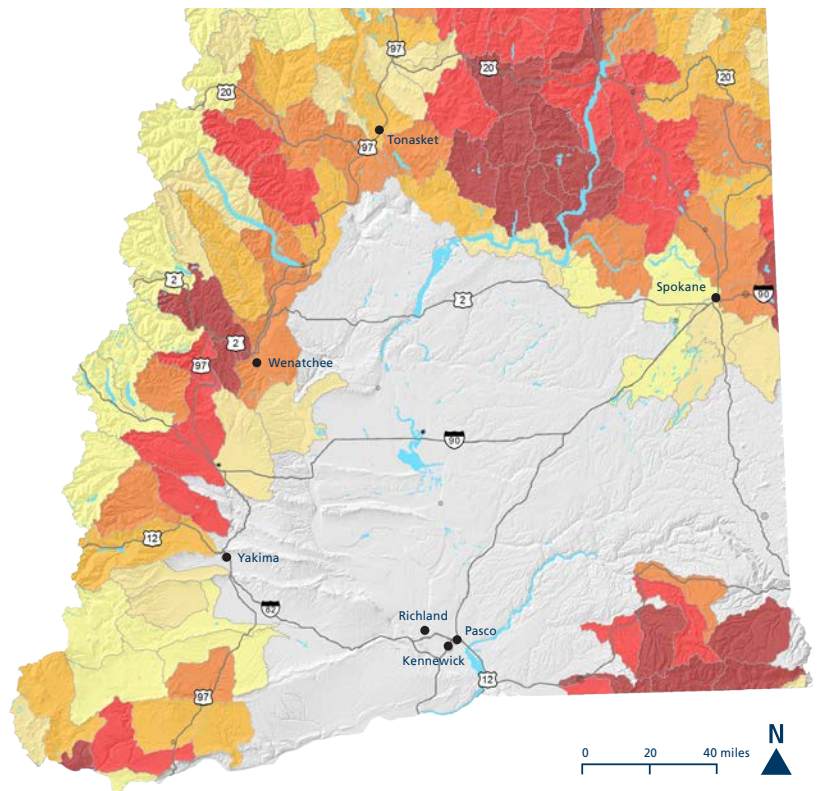 97
20
20
20
Tonasket
97
2
Spokane
90
2
2
Wenatchee
97
90
12
Yakima
82
Richland
Pasco
Kennewick
12
97
N
0 20 40 miles